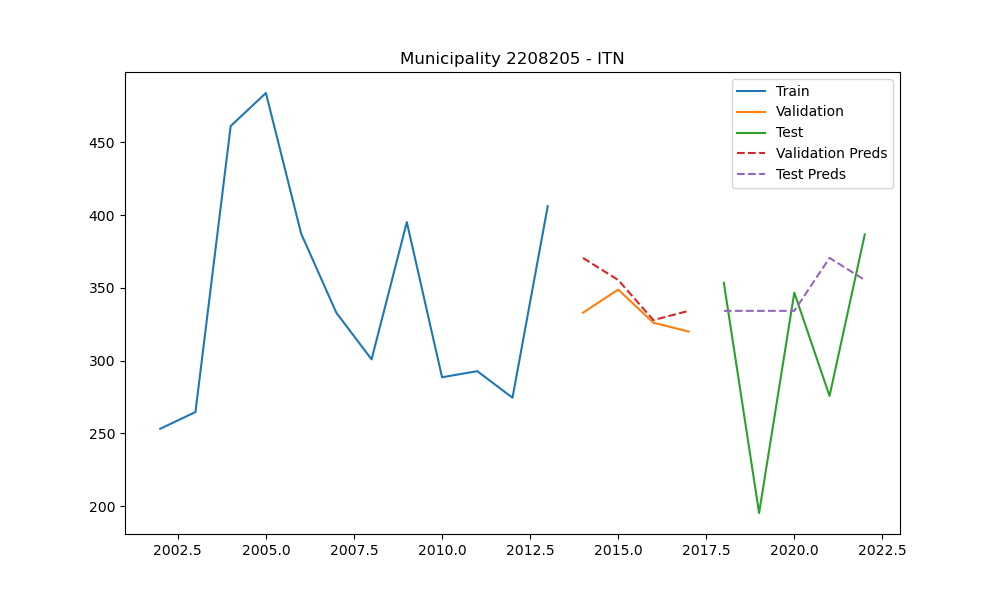 Municipality 2208205 - ITN
Train
Validation
Test
Validation Preds
Test Preds
450
400
350
300
250
200
2002.5 2005.0 2007.5 2010.0 2012.5 2015.0 2017.5 2020.0 2022.5